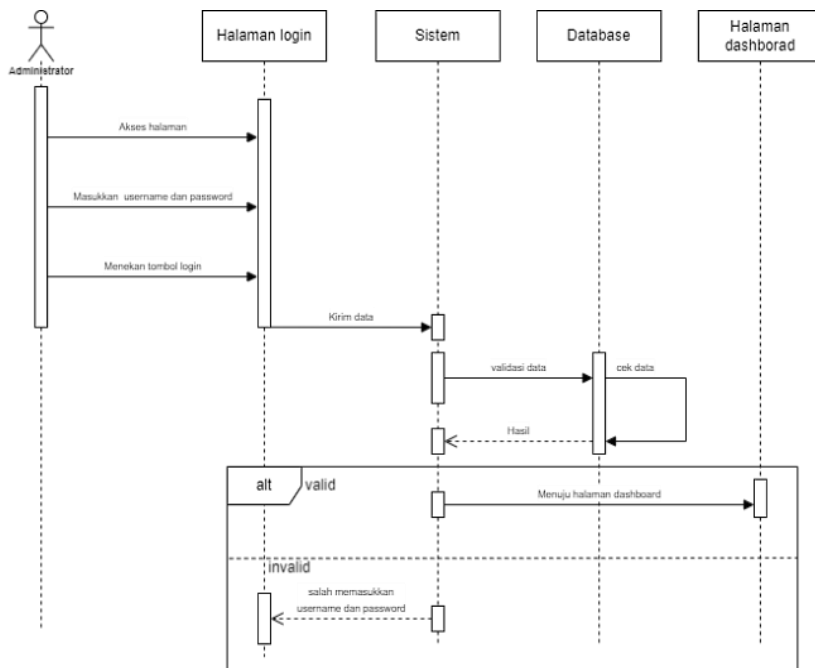 Halaman login
Sistem
Database
Halaman
dashborad
Administrator
Akses halaman
Masukkan username dan password
Menekan tombol login
Kirim data
validasi data
cek data
Hasil
alt
valid
Menuju halaman dashboard
invalid
salah memasukkan
username dan password